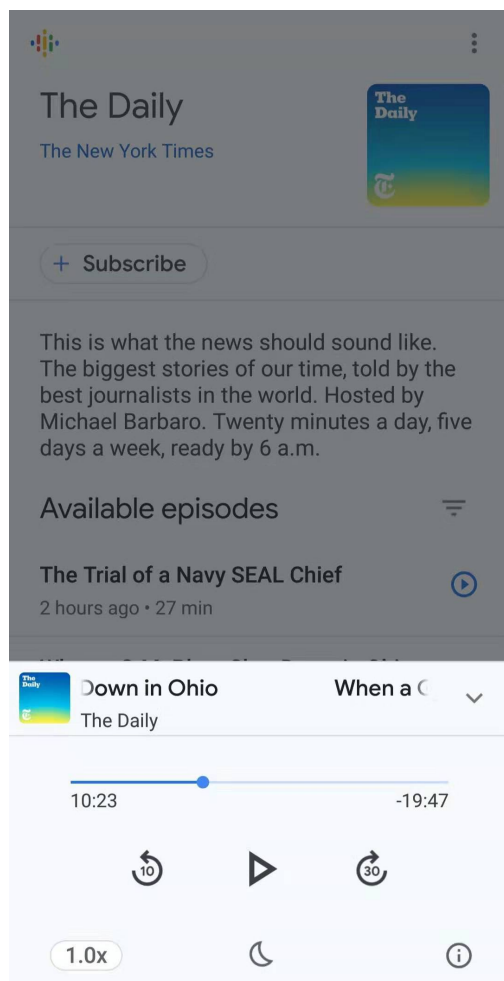 The Daily
The New York Times
The
Daily
+ Subscribe
This is what the news should sound like.
The biggest stories of our time, told by the
best journalists in the world. Hosted by
Michael Barbaro. Twenty minutes a day, five
days a week, ready by 6 a.m.
Available episodes
The Trial of a Navy SEAL Chief
2 hours ago • 27 min
The
Daily
Down in Ohio When a
The Daily
10:23 -19:47
10 30
1.0x